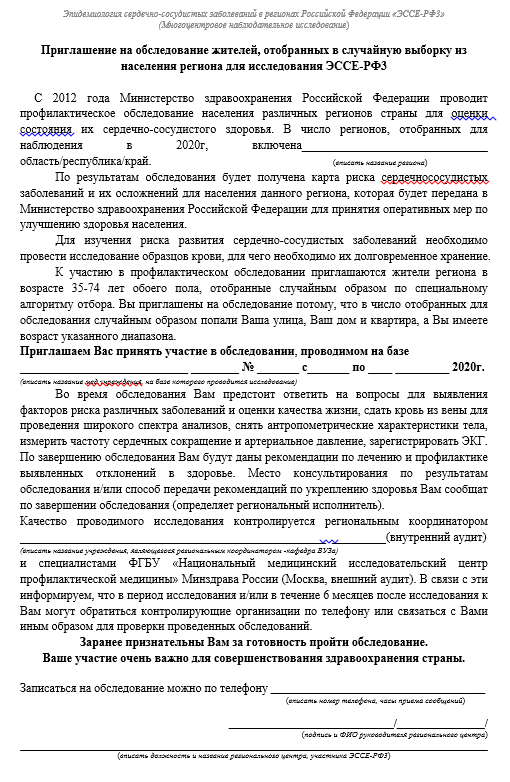 Эпидемиология сердечно-сосудистых заболеваний в регионах Российской Федерации «ЭССЕ-РФ3»
(Многоцентровое наблюдательное исследование)
Приглашение на обследование жителей, отобранных в случайную выборку из
населения региона для исследования ЭССЕ-РФ3
С 2012 года Министерство здравоохранения Российской Федерации проводит
профилактическое обследование населения различных регионов страны для оценки
состояния их сердечно-сосудистого здоровья. В число регионов, отобранных для
наблюдения в 2020г, включена____________________________
область/республика/край. (вписать название региона)
По результатам обследования будет получена карта риска сердечнососудистых
заболеваний и их осложнений для населения данного региона, которая будет передана в
Министерство здравоохранения Российской Федерации для принятия оперативных мер по
улучшению здоровья населения.
Для изучения риска развития сердечно-сосудистых заболеваний необходимо
провести исследование образцов крови, для чего необходимо их долговременное хранение.
К участию в профилактическом обследовании приглашаются жители региона в
возрасте 35-74 лет обоего пола, отобранные случайным образом по специальному
алгоритму отбора. Вы приглашены на обследование потому, что в число отобранных для
обследования случайным образом попали Ваша улица, Ваш дом и квартира, а Вы имеете
возраст указанного диапазона.
Приглашаем Вас принять участие в обследовании, проводимом на базе
____________________________ ________ № _______ с_______ по ____ _________ 2020г.
(вписать название мед.учреждения, на базе которого проводится исследование)
Во время обследования Вам предстоит ответить на вопросы для выявления
факторов риска различных заболеваний и оценки качества жизни, сдать кровь из вены для
проведения широкого спектра анализов, снять антропометрические характеристики тела,
измерить частоту сердечных сокращение и артериальное давление, зарегистрировать ЭКГ.
По завершению обследования Вам будут даны рекомендации по лечению и профилактике
выявленных отклонений в здоровье. Место консультирования по результатам
обследования и/или способ передачи рекомендаций по укреплению здоровья Вам сообщат
по завершении обследования (определяет региональный исполнитель).
Качество проводимого исследования контролируется региональным координатором
____________________________________________________(внутренний аудит)
(вписать название учреждения, являющегося региональным координатором -кафедра ВУЗа)
и специалистами ФГБУ «Национальный медицинский исследовательский центр
профилактической медицины» Минздрава России (Москва, внешний аудит). В связи с эти
информируем, что в период исследования и/или в течение 6 месяцев после исследования к
Вам могут обратиться контролирующие организации по телефону или связаться с Вами
иным образом для проверки проведенных обследований.
Заранее признательны Вам за готовность пройти обследование.
Ваше участие очень важно для совершенствования здравоохранения страны.
Записаться на обследование можно по телефону ________________________________
(вписать номер телефона, часы приема сообщений)
_________________________/_____________/
(подпись и ФИО руководителя регионального центра)
______________________________________________________________________
(вписать должность и название регионального центра, участника ЭССЕ-РФ3)